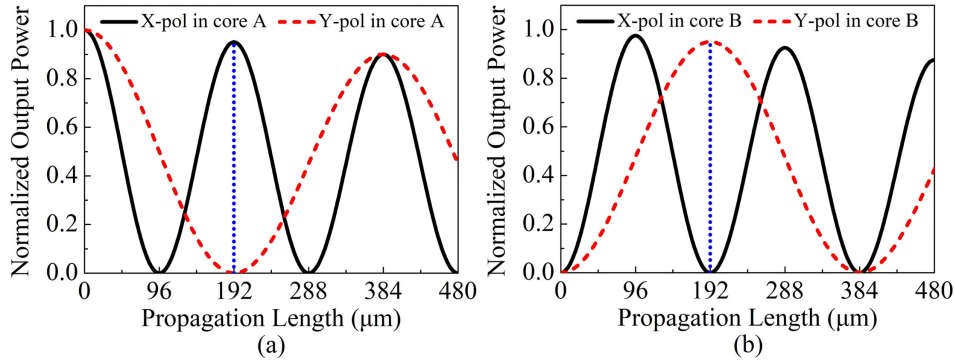 X-pol in core A Y-pol in core A
Normalized Output Power
1.0
0.8
0.6
0.4
0.2
0.0
0 96 192 288 384 480
Propagation Length (μm)
(a)
X-pol in core B Y-pol in core B
Normalized Output Power
1.0
0.8
0.6
0.4
0.2
0.0
0 96 192 288 384 480
Propagation Length (μm)
(b)